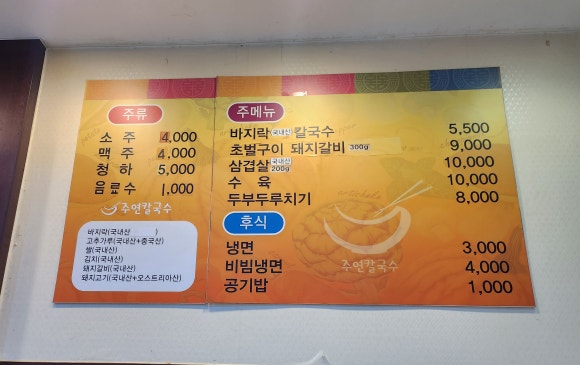 주류
소 주 4,000
맥 주 4,000
청 하 5,000
음료수 1,000
주연칼국수
바지락(국내산 )
고추가루(국내산+중국산)
쌀(국내산)
김치(국내산)
돼지갈비(국내산)
돼지고기(국내산+오스트리아산)
주메뉴
바지락(국내산)칼국수 5,500
초벌구이 돼지갈비 300g 9,000
삼겹살 국내산 200g 10,000
수 육 10,000
두부두루치기 8,000
후식
냉면 3,000
비빔냉면 4,000
공기밥 1,000
주연칼국수